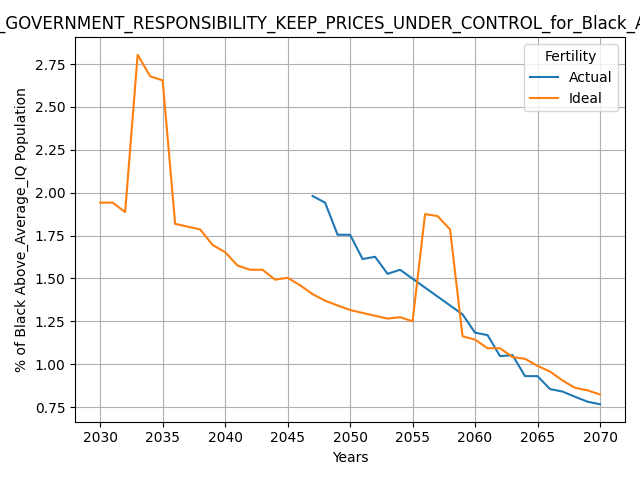 _GOVERNMENT_RESPONSIBILITY_KEEP_PRICES_UNDER_CONTROL_for_Black_A
Fertility
Actual
Ideal
% of Black Above_Average_IQ Population
2.75
2.50
2.25
2.00
1.75
1.50
1.25
1.00
0.75
2030 2035 2040 2045 2050 2055 2060 2065 2070
Years